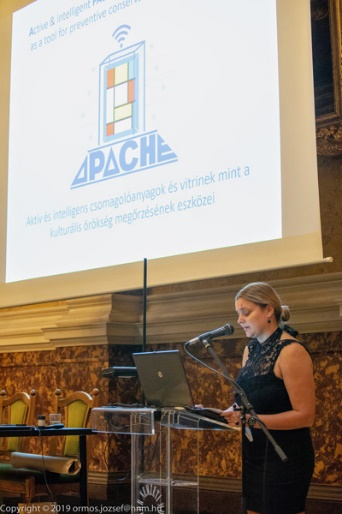 Active & intelligent
as a tool for preventive
APACHE
Aktív és intelligens csomagolóanyagok és vitrinek mint a
kulturális örökség megőrzésének eszközei
Copyright © 2019 ormos.jozsef@hnm.hu